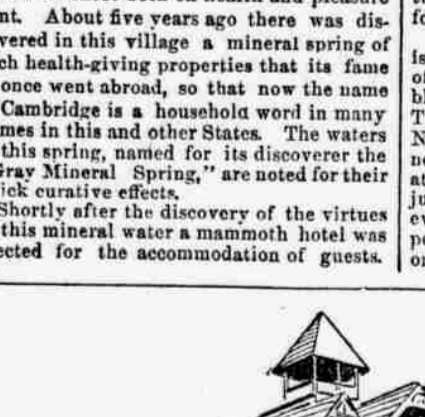 nt. About five years ago there was dis-
vered in this village a mineral spring of
ch health-giving properties that its fame
once went abroad, so that now the name
Cambridge is a household word in many
mes in this and other States. The waters
this spring, named for its discoverer the
Gray Mineral Spring," are noted for their
ick curative effects.
Shortly after the discovery of the virtues
this mineral water a mammoth hotel was
ected for the accommodation of guests.